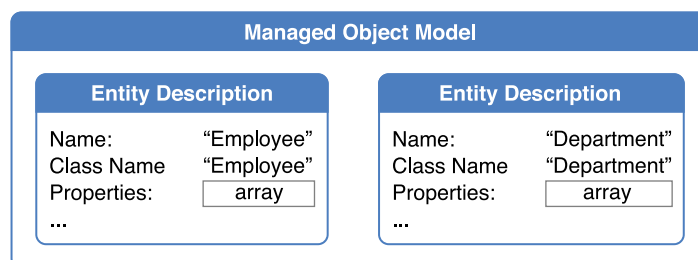 Managed Object Model
Entity Description
Name: “Employee”
Class Name “Employee”
Properties: array
...
Entity Description
Name: “Department”
Class Name “Department”
Properties: array
...